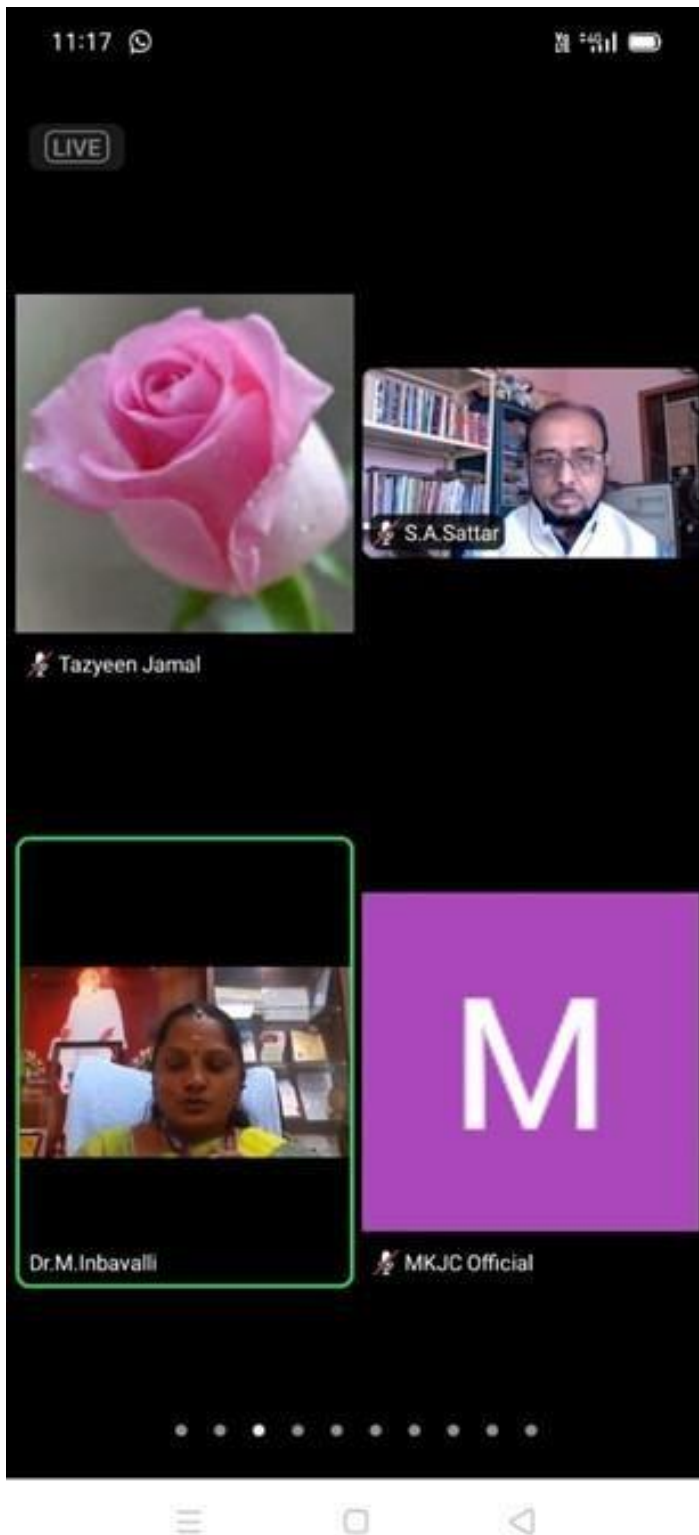 11:17
LIVE
S.A.Sattar
Tazyeen Jamal
M
Dr.M.Inbavalli
MKJC Official